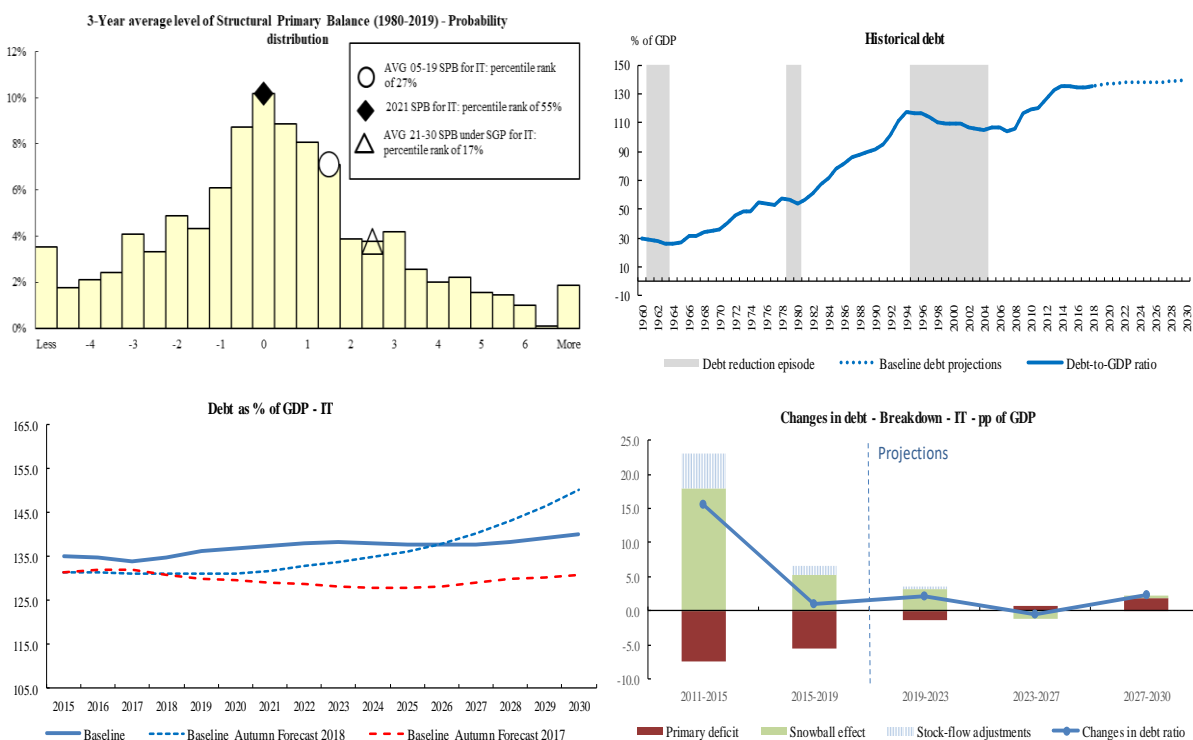 3-Year average level of Structural Primary Balance (1980-2019) - Probability
distribution
12%
10%
8%
6%
4%
2%
0%
Less -4 -3 -2 -1 0 1 2 3 4 5 6 More
AVG 05-19 SPB for IT: percentile rank
of 27%
2021 SPB for IT: percentile rank of 55%
AVG 21-30 SPB under SGP for IT:
percentile rank of 17%
% of GDP
Historical debt
150
130
110
90
70
50
30
10
-10
1960 1962 1964 1966 1968 1970 1972 1974 1976 1978 1980 1982 1984 1986 1988 1990 1992 1994 1996 1998 2000 2002 2004 2006 2008 2010 2012 2014 2016 2018 2020 2022 2024 2026 2028 2030
Debt reduction episode Baseline debt projections Debt-to-GDP ratio
Debt as % of GDP - IT
165.0
155.0
145.0
135.0
125.0
115.0
105.0
2015 2016 2017 2018 2019 2020 2021 2022 2023 2024 2025 2026 2027 2028 2029 2030
Baseline Baseline Autumn Forecast 2018 Baseline Autumn Forecast 2017
Changes in debt - Breakdown - IT - pp of GDP
25.0
20.0
15.0
10.0
5.0
0.0
-5.0
-10.0
Projections
2011-2015 2015-2019 2019-2023 2023-2027 2027-2030
Primary deficit Snowball effect Stock-flow adjustments Changes in debt ratio